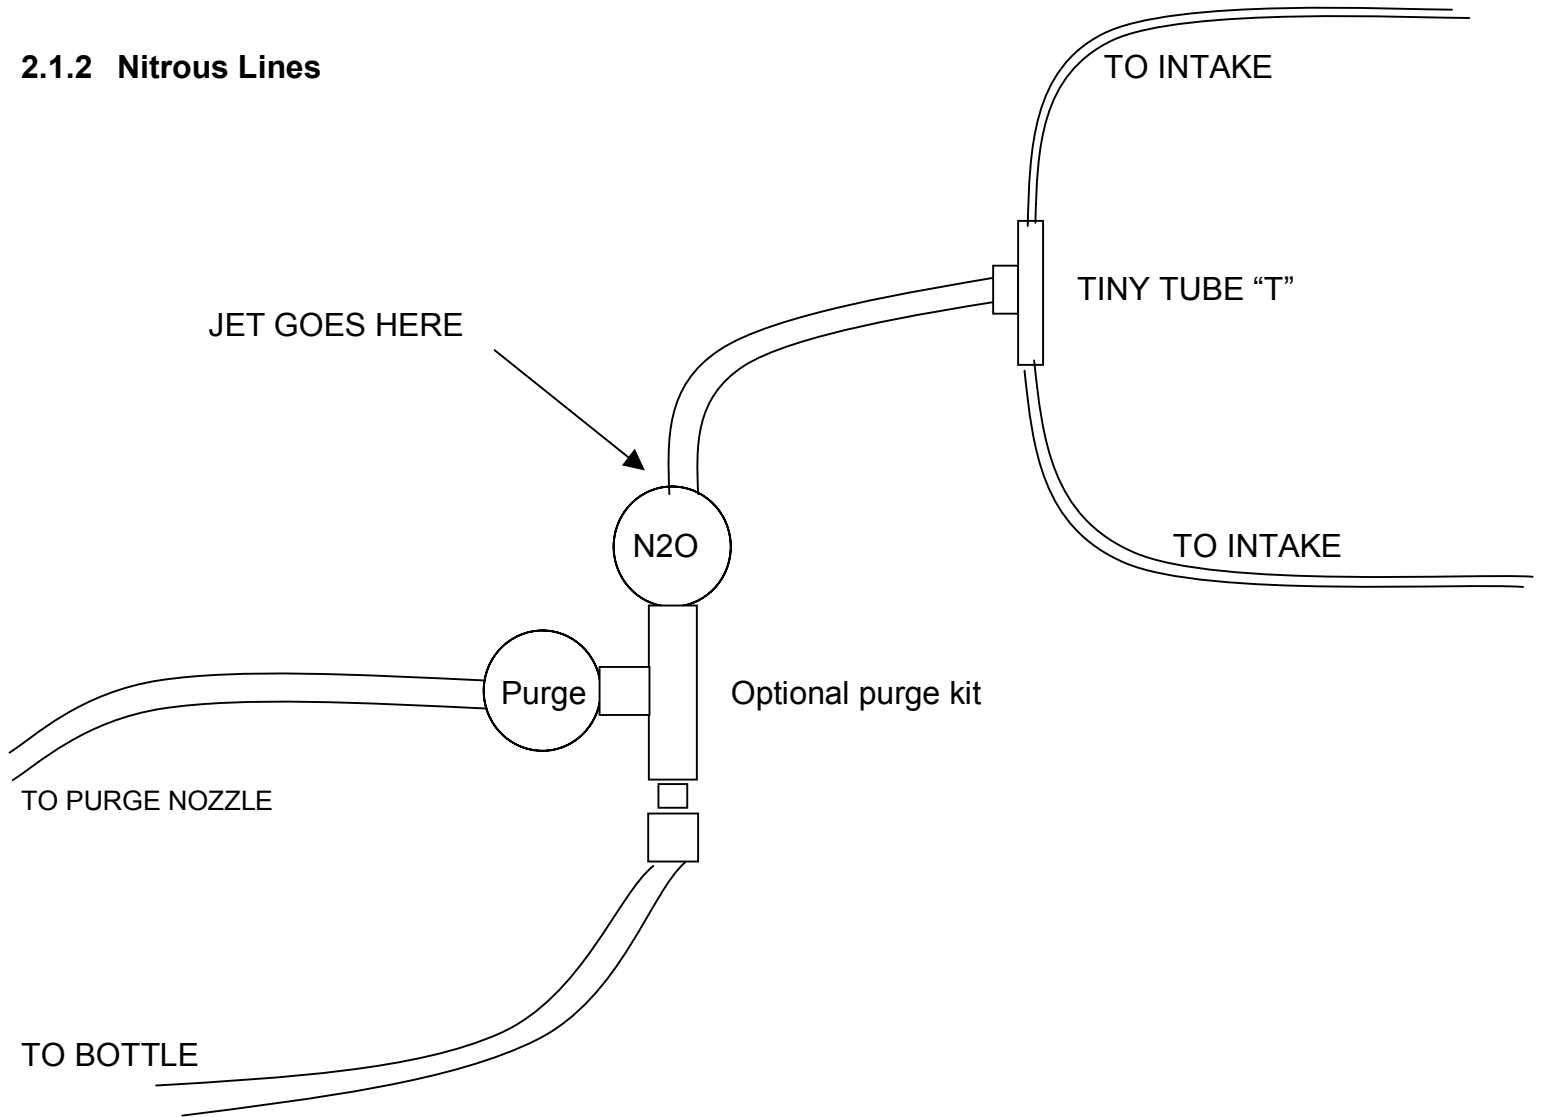 2.1.2 Nitrous Lines
TO INTAKE
TINY TUBE “T”
JET GOES HERE
N2O
TO INTAKE
Purge
Optional purge kit
TO PURGE NOZZLE
TO BOTTLE